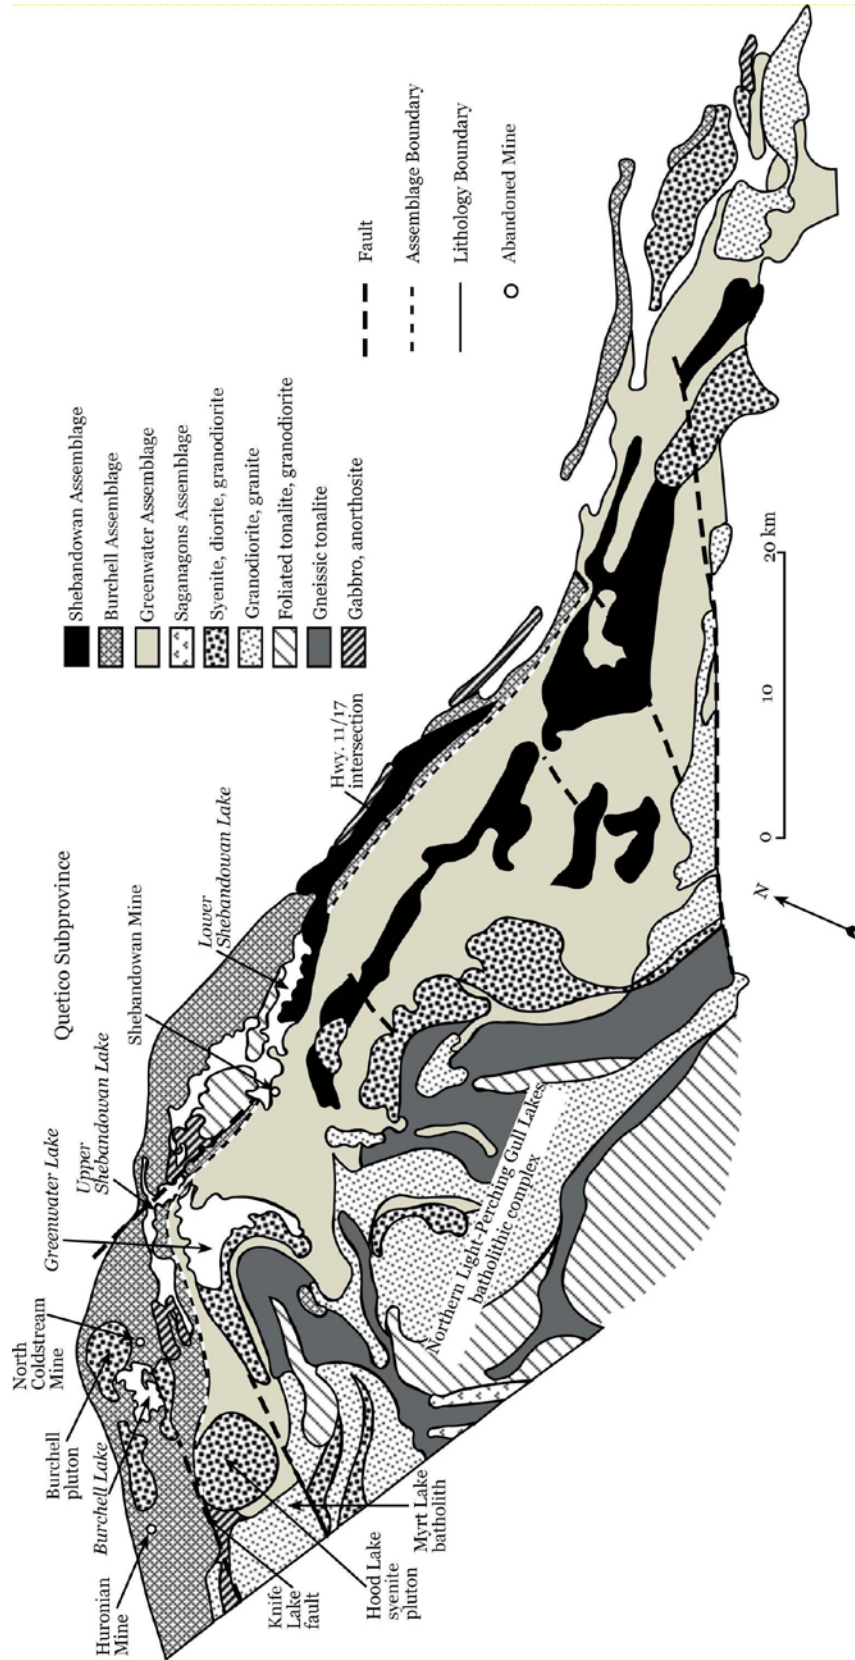 North
Coldstream
Mine
Burchell
pluton
Burchell Lake
Huronian
Mine
Greenwater Lake
Upper
Shebandowan Lake
Quetico Subprovince
Shebandowan Mine
Lower
Shebandowan Lake
Hwy. 11/17
intersection
Shebandowan Assemblage
Burchell Assemblage
Greenwater Assemblage
Saganagons Assemblage
Syenite, diorite, granodiorite
Granodiorite, granite
Foliated tonalite, granodiorite
Gneissic tonalite
Gabbro, anorthosite
Fault
Assemblage Boundary
Lithology Boundary
Abandoned Mine
Knife
Lake
fault
Hood Lake
syenite
pluton
Myrt Lake
batholith
Northern Light-Perching Gull Lakes
batholithic complex
N
0
10
20 km